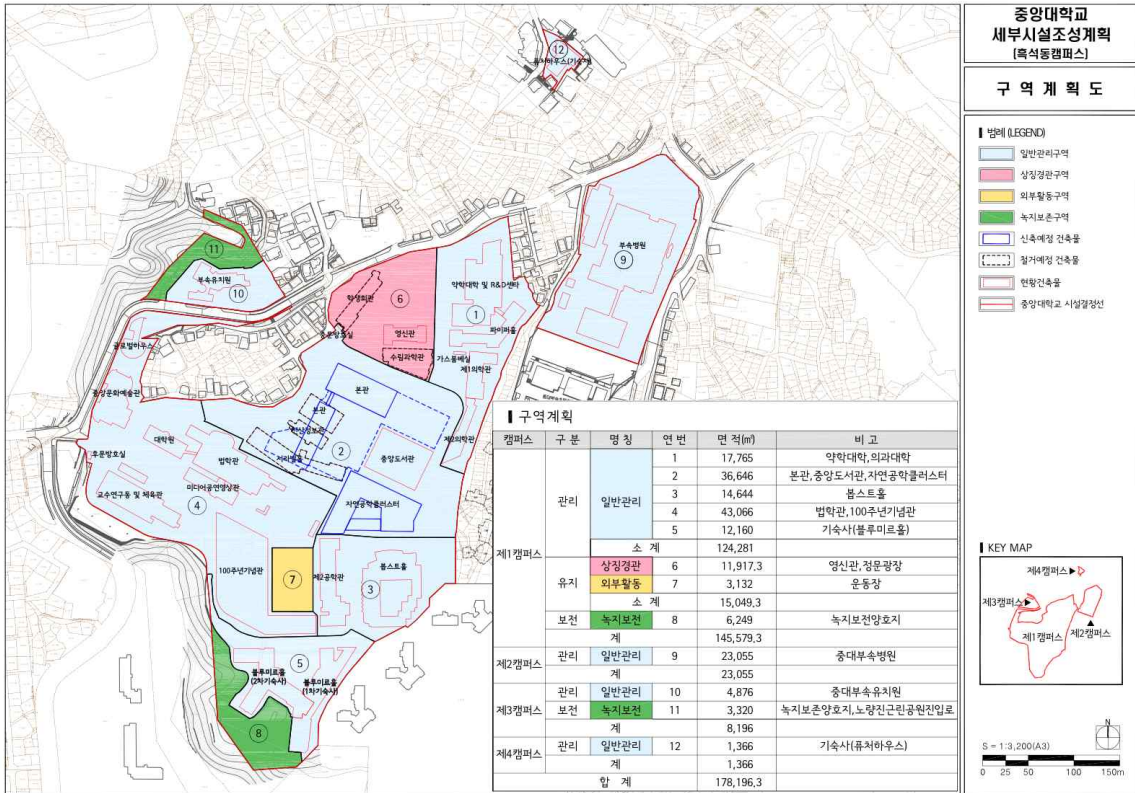 중앙대학교
세부시설조성계획
[흑석동캠퍼스]
구 역 계 획 도
범례 (LEGEND)
일반관리구역
상징경관구역
외부활동구역
녹지보존구역
신축예정 건축물
철거예정 건축물
현황건축물
중앙대학교 시설결정선
12
퓨처하우스(기숙사)
11
부속유치원
10
부속병원
9
학생회관
6
영신관
수림과학관
중문방호실
약학대학 및 R&D센타
1
파이퍼홀
가스봄베실
제1의학관
글로벌하우스
중앙문화예술관
본관
본관
2
중앙도서관
제2의학관
대학원
법학관
후문방호실
미디어공연영상관
교수연구동 및 체육관
4
자연공학클러스터
100주년기념관
7
제2공학관
봅스트홀
3
5
블루미르홀
(2차기숙사)
블루미르홀
(1차기숙사)
8
구역계획
캠퍼스 구 분 명 칭 연 번 면 적(㎡) 비 고
제1캠퍼스 관리 일반관리 1 17,765 약학대학,의과대학
2 36,646 본관,중앙도서관,자연공학클러스터
3 14,644 봅스트홀
4 43,066 법학관,100주년기념관
5 12,160 기숙사(블루미르홀)
소 계 124,281
유지 상징경관 6 11,917,3 영신관,정문광장
외부활동 7 3,132 운동장
소 계 15,049,3
보전 녹지보전 8 6,249 녹지보전양호지
계 145,579,3
제2캠퍼스 관리 일반관리 9 23,055 중대부속병원
계 23,055
제3캠퍼스 관리 일반관리 10 4,876 중대부속유치원
보전 녹지보전 11 3,320 녹지보존양호지,노량진근린공원진입로
계 8,196
제4캠퍼스 관리 일반관리 12 1,366 기숙사(퓨처하우스)
계 1,366
합 계 178,196,3
KEY MAP
제4캠퍼스▶
제3캠퍼스▶
제1캠퍼스
▲
제2캠퍼스
N
S = 1:3,200(A3)
0 25 50 100 150m